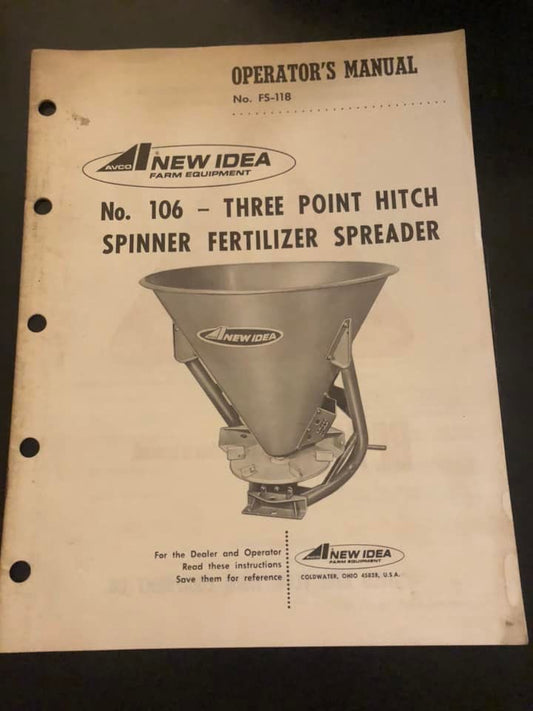 OPERATOR'S MANUAL
No. FS-118
AVCO NEW IDEA ®
FARM EQUIPMENT
No. 106 – THREE POINT HITCH
SPINNER FERTILIZER SPREADER
NEW IDEA
For the Dealer and Operator
Read these instructions
Save them for reference
AVCO NEW IDEA
FARM EQUIPMENT
COLDWATER, OHIO 45828, U.S.A.